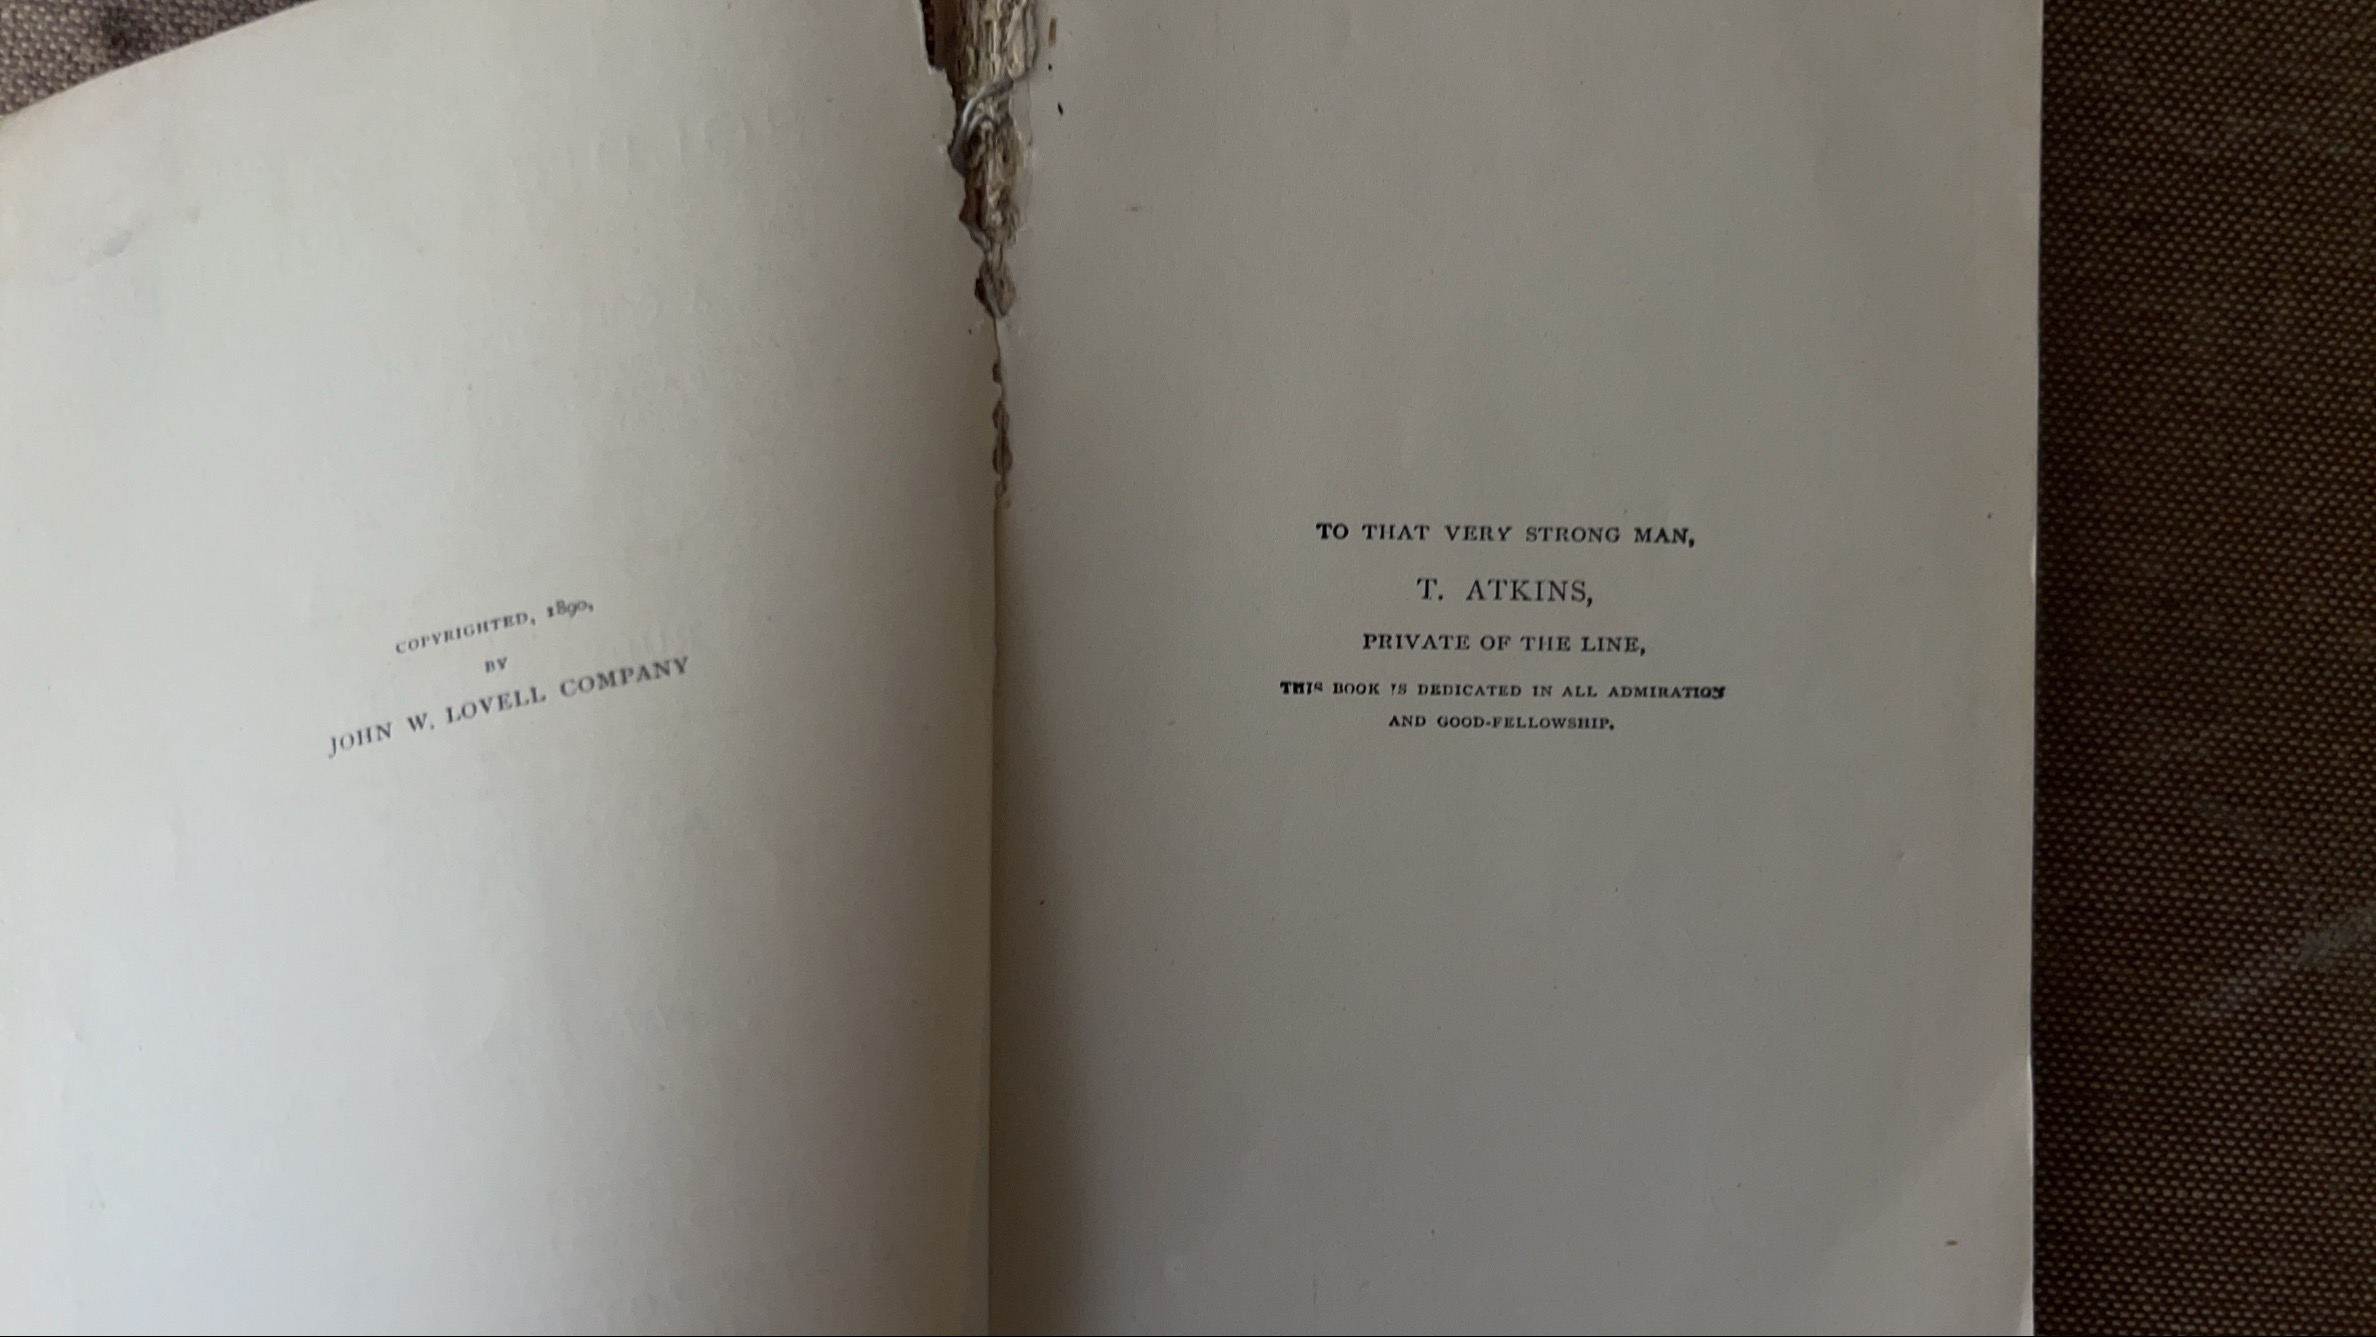 COPYRIGHTED, 1890,
BY
JOHN W. LOVELL COMPANY
TO THAT VERY STRONG MAN,
T. ATKINS,
PRIVATE OF THE LINE,
THIS BOOK IS DEDICATED IN ALL ADMIRATION
AND GOOD-FELLOWSHIP.